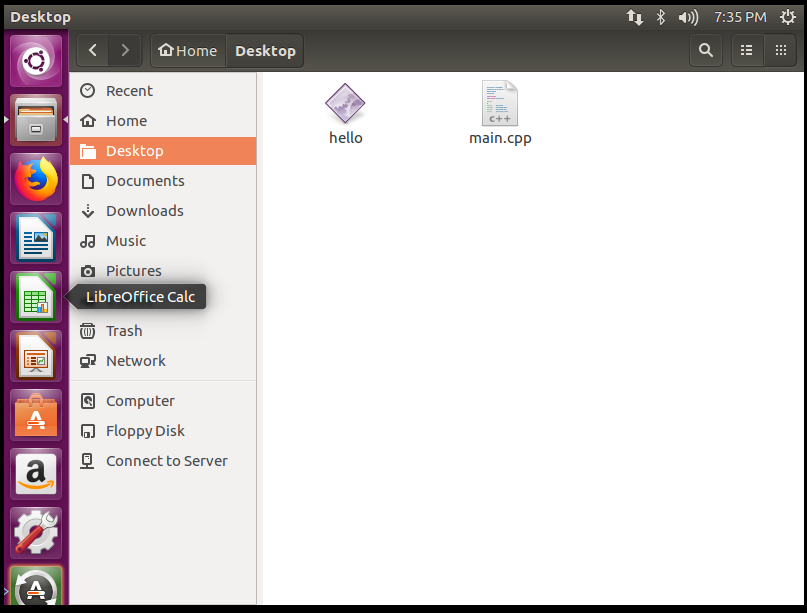 Desktop
7:35 PM
Home
Desktop
Recent
Home
Desktop
Documents
Downloads
Music
Pictures
LibreOffice Calc
Trash
Network
Computer
Floppy Disk
Connect to Server
hello
c++
main.cpp
a